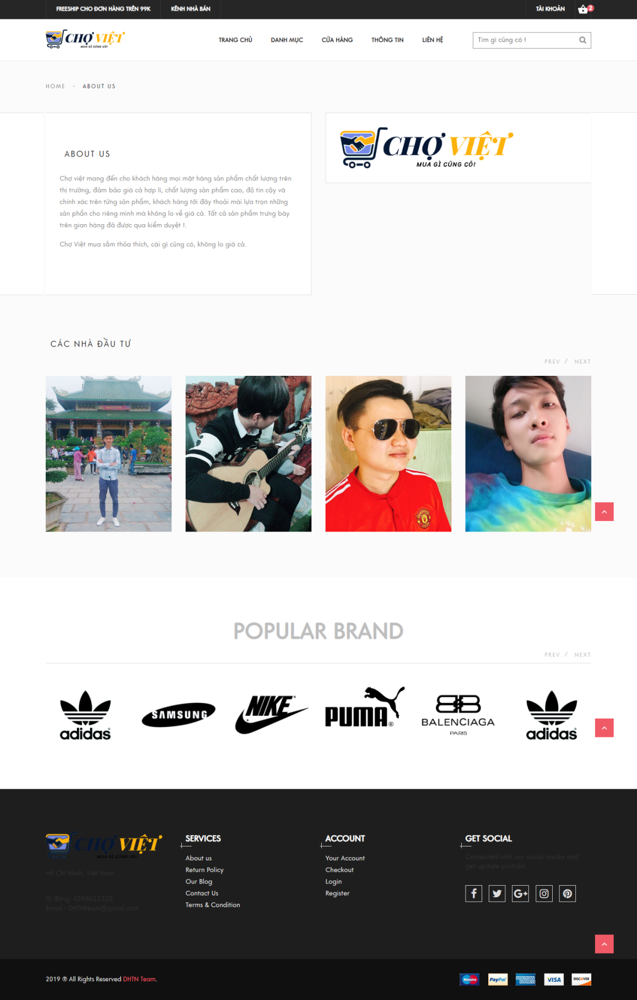 FREESHIP CHO ĐƠN HÀNG TRÊN 99K
KÊNH NHÀ BÁN
TÀI KHOẢN
2
CHỢ VIỆT
MUA GÌ CŨNG CÓ!
TRANG CHỦ
DANH MỤC
CỬA HÀNG
THÔNG TIN
LIÊN HỆ
Tìm gì cũng có !
HOME - ABOUT US
ABOUT US
Chợ việt mang đến cho khách hàng mọi mặt hàng sản phẩm chất lượng trên
thị trường, đảm bảo giá cả hợp lí, chất lượng sản phẩm cao, độ tin cậy và
chính xác trên từng sản phẩm, khách hàng tới đây thoải mái lựa trọn những
sản phẩn cho riêng mình mà không lo về giá cả. Tất cả sản phẩm trưng bày
trên gian hàng đã được qua kiểm duyệt !.
Chợ Việt mua sắm thỏa thích, cái gì cũng có, không lo giá cả.
CHỢ VIỆT
MUA GÌ CŨNG CÓ!
CÁC NHÀ ĐẦU TƯ
PREV / NEXT
POPULAR BRAND
PREV / NEXT
adidas
SAMSUNG
NIKE
PUMA
BALENCIAGA
PARIS
adidas
CHỢ VIỆT
MUA GÌ CŨNG CÓ!
Hồ Chí Minh, Việt Nam
Di động: 0398022720
Email - DHTNteam@gmail.com
SERVICES
About us
Return Policy
Our Blog
Contact Us
Terms & Condition
ACCOUNT
Your Account
Checkout
Login
Register
GET SOCIAL
Connected with our social media and
get update pratidin
2019 ® All Rights Reserved DHTN Team.
Maestro
PayPal
AMERICAN EXPRESS
VISA
DISCOVER